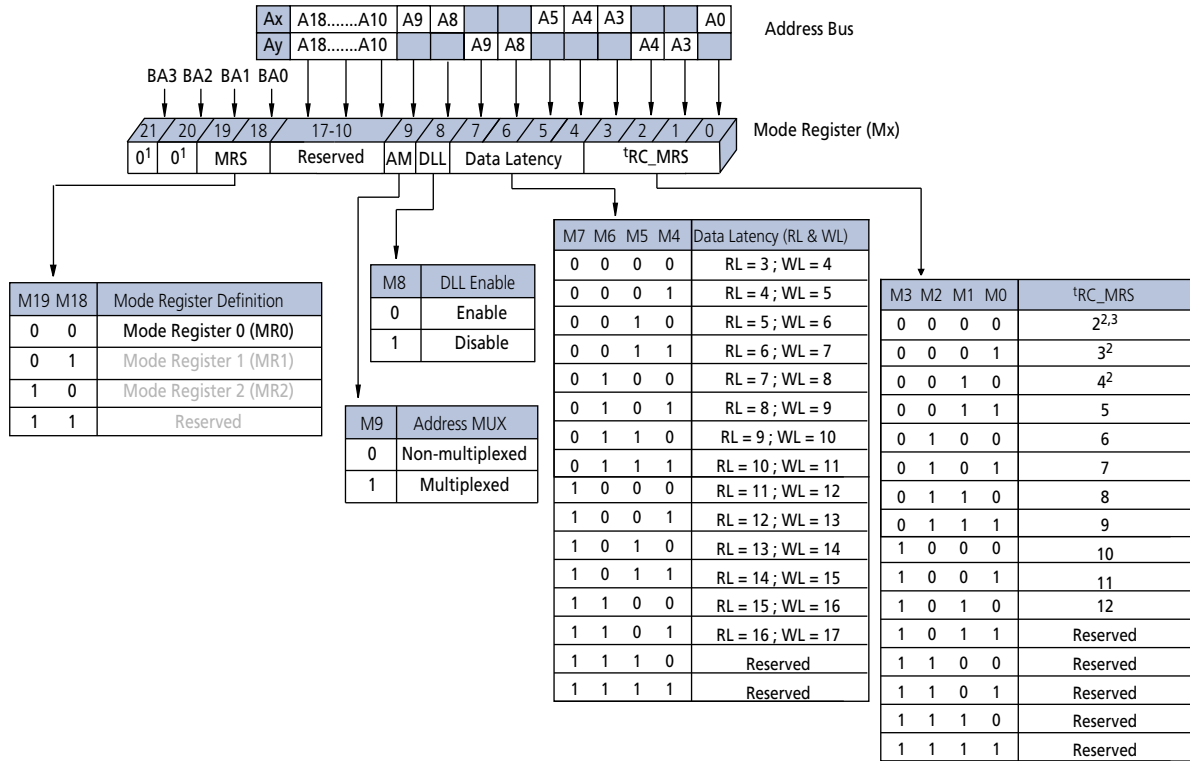 Ax A18.......A10 A9 A8 A5 A4 A3 A0
Ay A18.......A10 A9 A8 A4 A3
Address Bus
BA3 BA2 BA1 BA0
21 20 19 18 17-10 9 8 7 6 5 4 3 2 1 0
Mode Register (Mx)
0¹ 0¹ MRS Reserved AM DLL Data Latency tRC_MRS
M19 M18 Mode Register Definition
0 0 Mode Register 0 (MR0)
0 1 Mode Register 1 (MR1)
1 0 Mode Register 2 (MR2)
1 1 Reserved
M8 DLL Enable
0 Enable
1 Disable
M9 Address MUX
0 Non-multiplexed
1 Multiplexed
M7 M6 M5 M4 Data Latency (RL & WL)
0 0 0 0 RL = 3 ; WL = 4
0 0 0 1 RL = 4 ; WL = 5
0 0 1 0 RL = 5 ; WL = 6
0 0 1 1 RL = 6 ; WL = 7
0 1 0 0 RL = 7 ; WL = 8
0 1 0 1 RL = 8 ; WL = 9
0 1 1 0 RL = 9 ; WL = 10
0 1 1 1 RL = 10 ; WL = 11
1 0 0 0 RL = 11 ; WL = 12
1 0 0 1 RL = 12 ; WL = 13
1 0 1 0 RL = 13 ; WL = 14
1 0 1 1 RL = 14 ; WL = 15
1 1 0 0 RL = 15 ; WL = 16
1 1 0 1 RL = 16 ; WL = 17
1 1 1 0 Reserved
1 1 1 1 Reserved
M3 M2 M1 M0 tRC_MRS
0 0 0 0 2²,³
0 0 0 1 3²
0 0 1 0 4²
0 0 1 1 5
0 1 0 0 6
0 1 0 1 7
0 1 1 0 8
0 1 1 1 9
1 0 0 0 10
1 0 0 1 11
1 0 1 0 12
1 0 1 1 Reserved
1 1 0 0 Reserved
1 1 0 1 Reserved
1 1 1 0 Reserved
1 1 1 1 Reserved